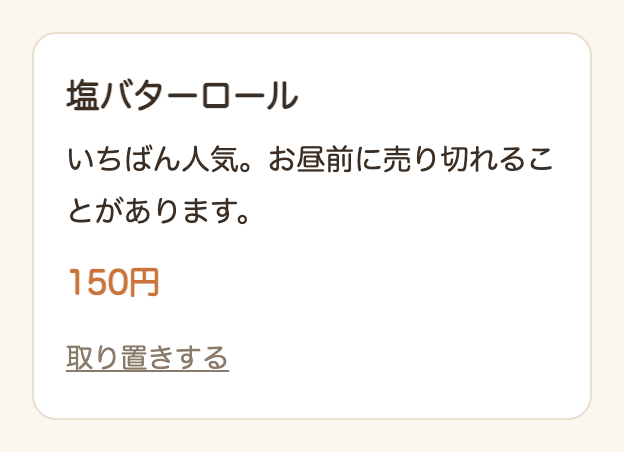 塩バターロール
いちばん人気。お昼前に売り切れるこ
とがあります。
150円
取り置きする